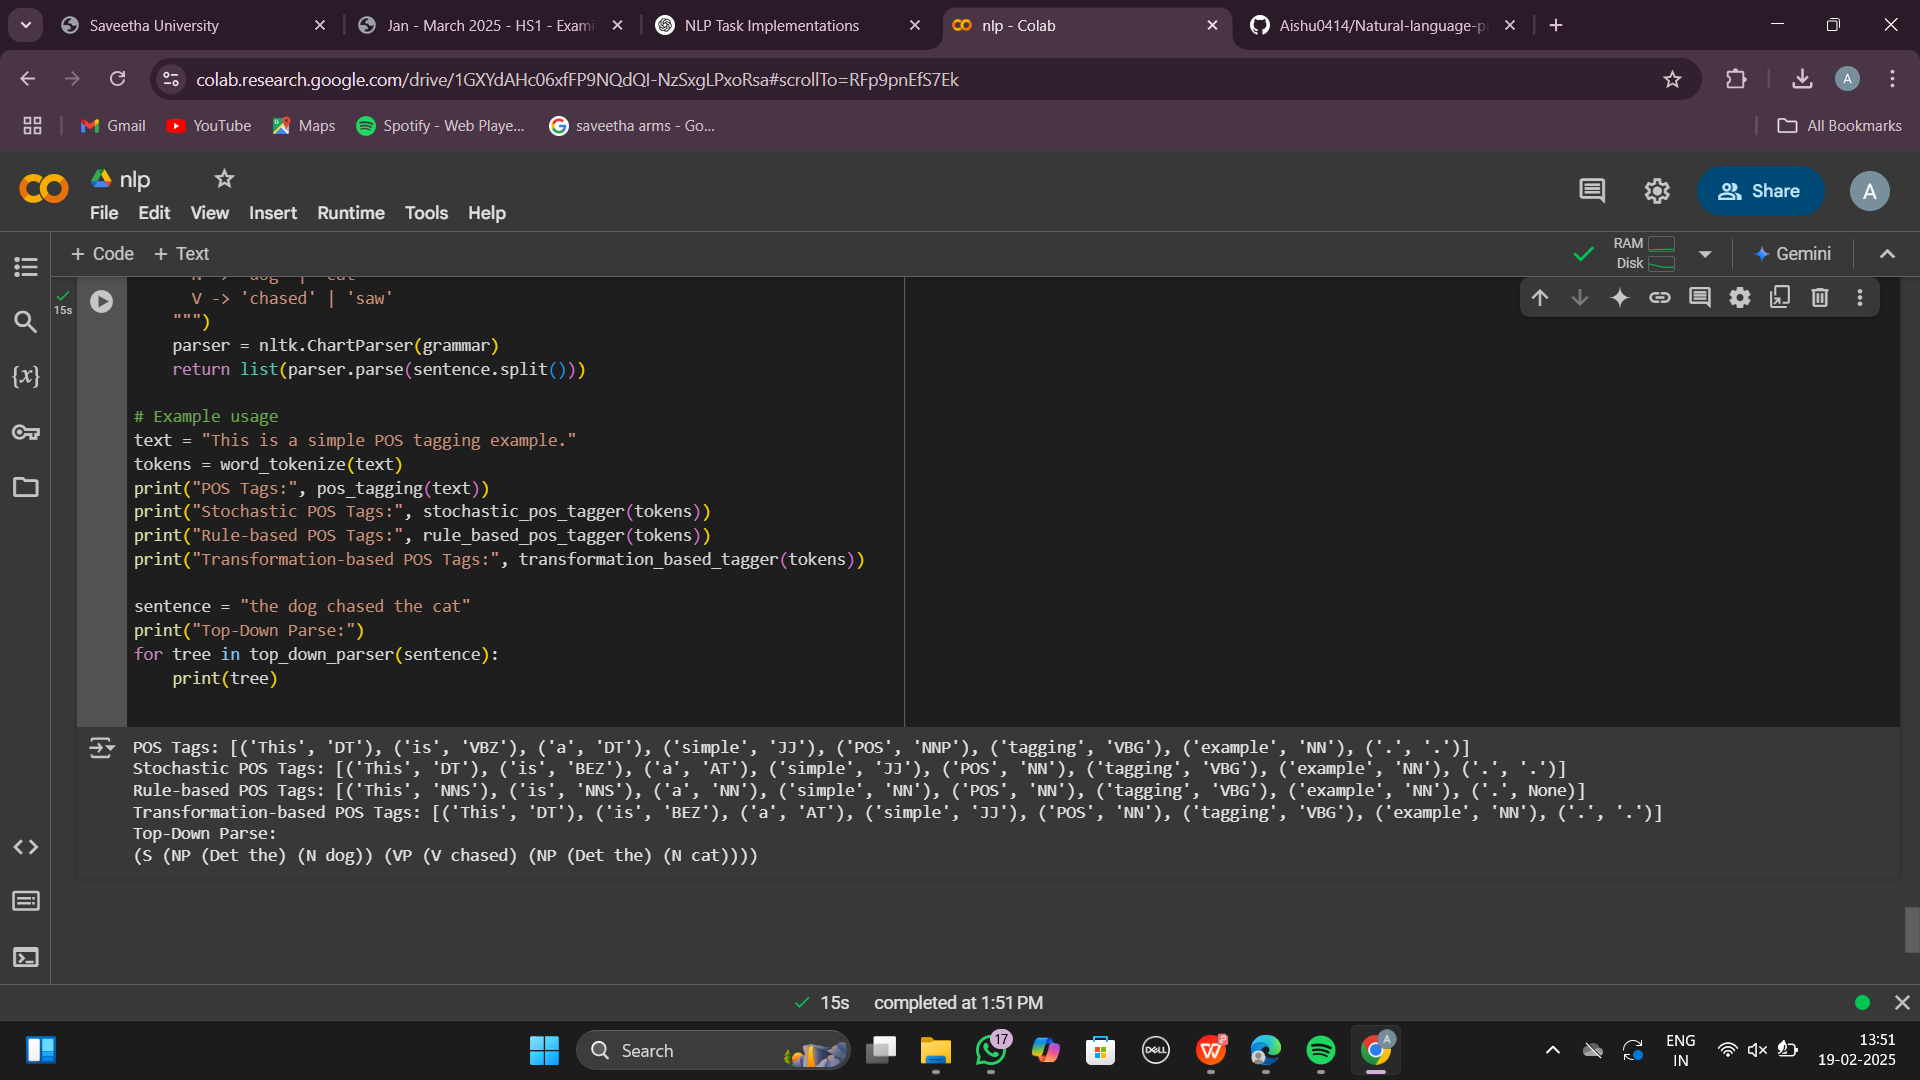 Saveetha University
Jan - March 2025 - HS1 - Exami
NLP Task Implementations
nlp - Colab
Aishu0414/Natural-language-p
colab.research.google.com/drive/1GXYdAHc06xfFP9NQdQI-NzSxgLPxoRsa#scrollTo=RFp9pnEfS7Ek
A
Gmail
YouTube
Maps
Spotify - Web Playe...
saveetha arms - Go...
All Bookmarks
nlp
Share
A
File Edit View Insert Runtime Tools Help
+ Code + Text
RAM
Disk
Gemini
15s
V -> 'chased' | 'saw'
""")
parser = nltk.ChartParser(grammar)
return list(parser.parse(sentence.split()))
# Example usage
text = "This is a simple POS tagging example."
tokens = word_tokenize(text)
print("POS Tags:", pos_tagging(text))
print("Stochastic POS Tags:", stochastic_pos_tagger(tokens))
print("Rule-based POS Tags:", rule_based_pos_tagger(tokens))
print("Transformation-based POS Tags:", transformation_based_tagger(tokens))
sentence = "the dog chased the cat"
print("Top-Down Parse:")
for tree in top_down_parser(sentence):
print(tree)
POS Tags: [('This', 'DT'), ('is', 'VBZ'), ('a', 'DT'), ('simple', 'JJ'), ('POS', 'NNP'), ('tagging', 'VBG'), ('example', 'NN'), ('.', '.')]
Stochastic POS Tags: [('This', 'DT'), ('is', 'BEZ'), ('a', 'AT'), ('simple', 'JJ'), ('POS', 'NN'), ('tagging', 'VBG'), ('example', 'NN'), ('.', '.')]
Rule-based POS Tags: [('This', 'NNS'), ('is', 'NNS'), ('a', 'NN'), ('simple', 'NN'), ('POS', 'NN'), ('tagging', 'VBG'), ('example', 'NN'), ('.', None)]
Transformation-based POS Tags: [('This', 'DT'), ('is', 'BEZ'), ('a', 'AT'), ('simple', 'JJ'), ('POS', 'NN'), ('tagging', 'VBG'), ('example', 'NN'), ('.', '.')]
Top-Down Parse:
(S (NP (Det the) (N dog)) (VP (V chased) (NP (Det the) (N cat))))
15s completed at 1:51 PM
Search
17
DELL
A
ENG
IN
13:51
19-02-2025